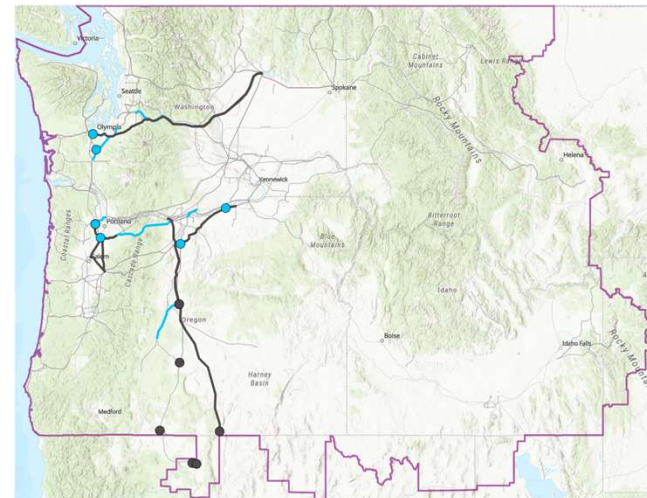 Victoria
Seattle
Washington
Spokane
Cabinet
Mountains
Lewis Range
Rocky Mountains
Olympia
Helena
Kennewick
Portland
Coastal Ranges
Salem
Cascade Range
Blue
Mountains
Bitterroot
Range
Idaho
Oregon
Boise
Idaho Falls
Rocky Mount
Harney
Basin
Medford